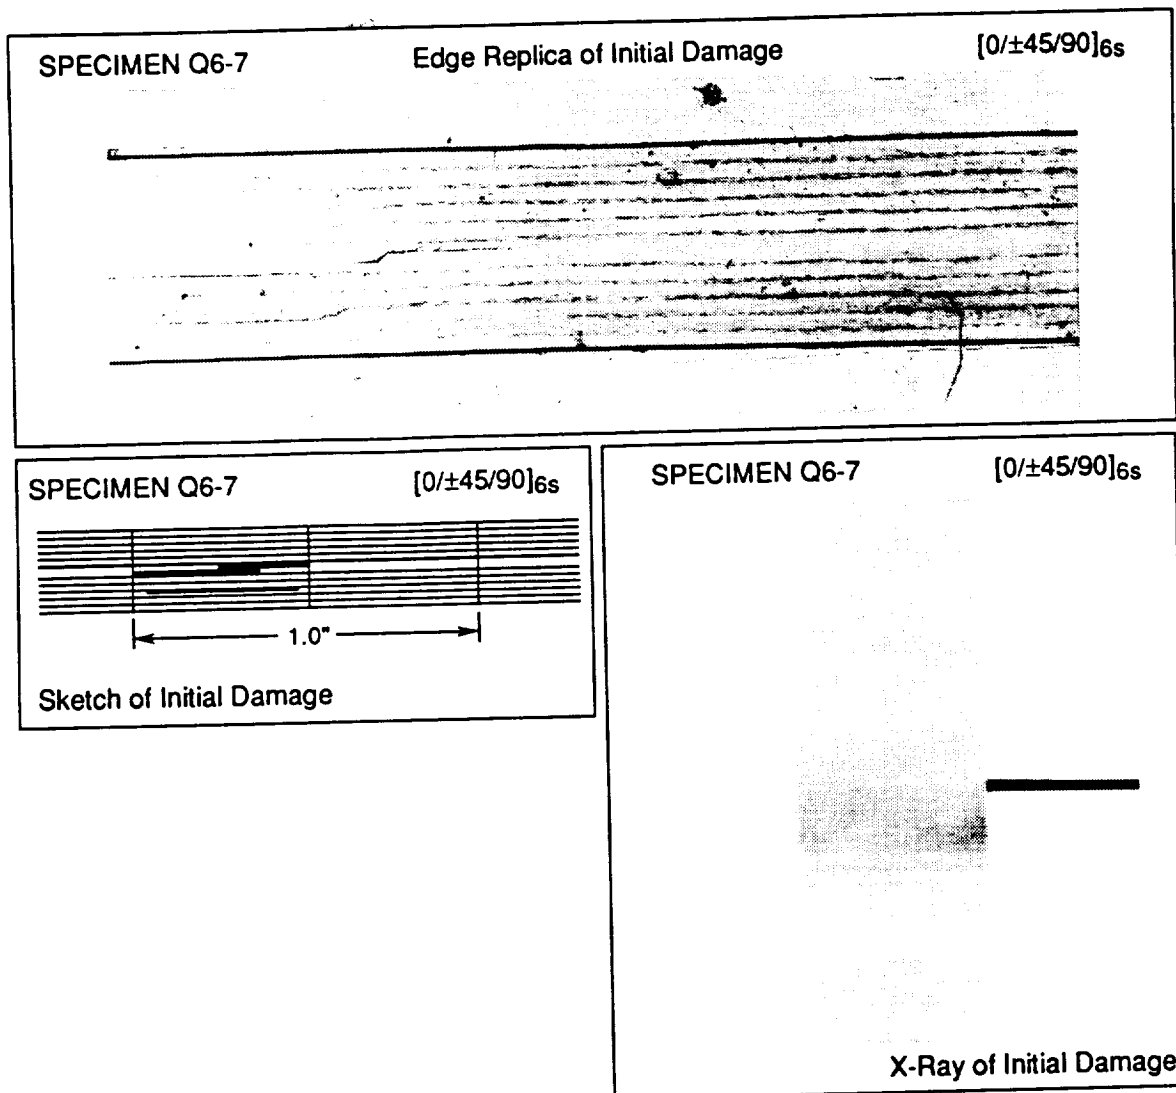 SPECIMEN Q6-7 Edge Replica of Initial Damage [0/±45/90]6s
SPECIMEN Q6-7 [0/±45/90]6s
1.0"
Sketch of Initial Damage
SPECIMEN Q6-7 [0/±45/90]6s
X-Ray of Initial Damage